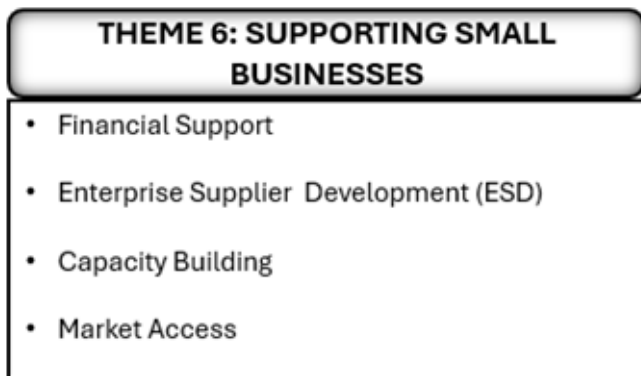 THEME 6: SUPPORTING SMALL
BUSINESSES
• Financial Support
• Enterprise Supplier Development (ESD)
• Capacity Building
• Market Access